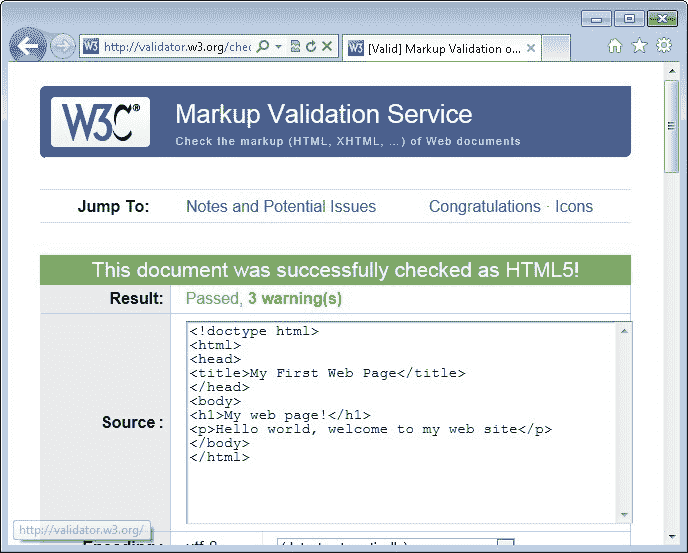 http://validator.w3.org/chec
[Valid] Markup Validation o...
W3C®
Markup Validation Service
Check the markup (HTML, XHTML, …) of Web documents
Jump To: Notes and Potential Issues Congratulations · Icons
This document was successfully checked as HTML5!
Result: Passed, 3 warning(s)
Source :
<!doctype html>
<html>
<head>
<title>My First Web Page</title>
</head>
<body>
<h1>My web page!</h1>
<p>Hello world, welcome to my web site</p>
</body>
</html>
http://validator.w3.org/